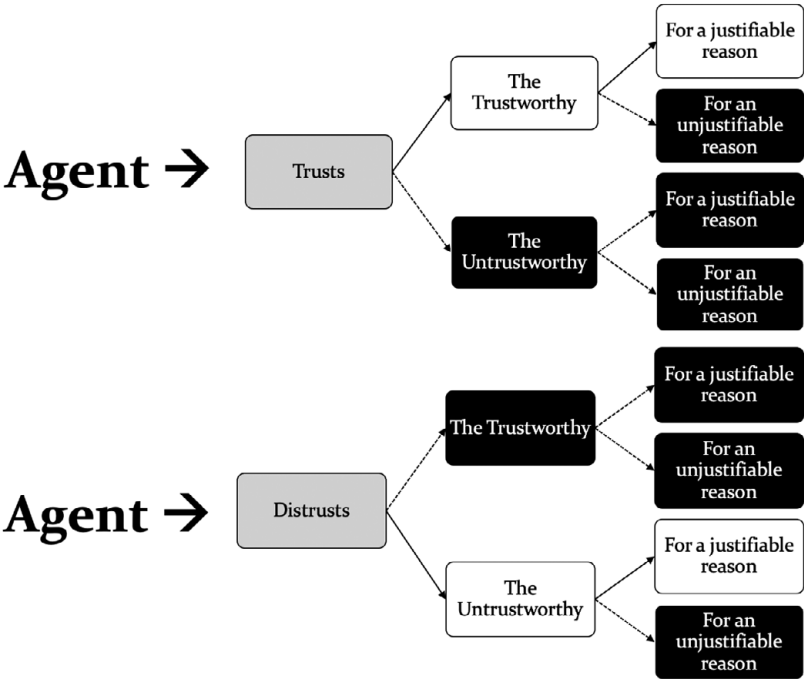 Agent →
Trusts
The
Trustworthy
For a justifiable
reason
For an
unjustifiable
reason
The
Untrustworthy
For a justifiable
reason
For an
unjustifiable
reason
Agent →
Distrusts
The Trustworthy
For a justifiable
reason
For an
unjustifiable
reason
The
Untrustworthy
For a justifiable
reason
For an
unjustifiable
reason